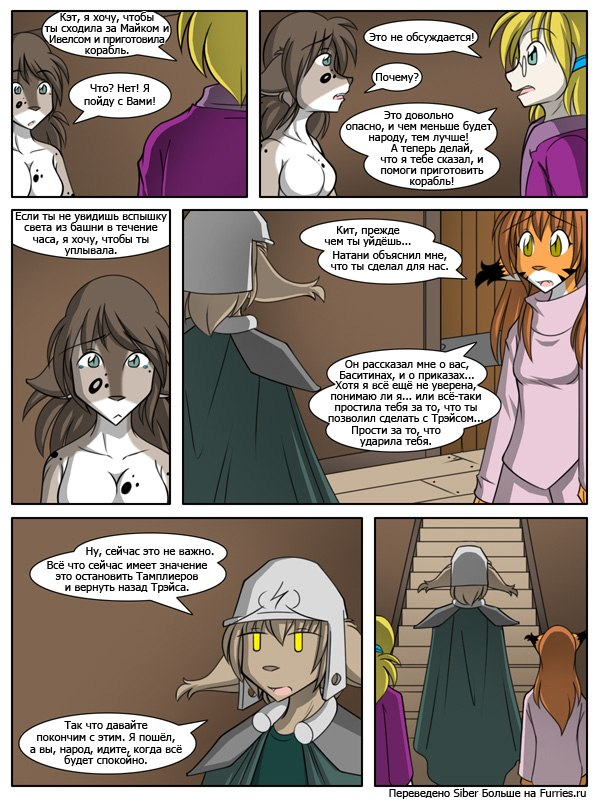 Кэт, я хочу, чтобы
ты сходила за Майком и
Ивелсом и приготовила
корабль.
Что? Нет! Я
пойду с Вами!
Это не обсуждается!
Почему?
Это довольно
опасно, и чем меньше будет
народу, тем лучше!
А теперь делай,
что я тебе сказал, и
помоги приготовить
корабль!
Если ты не увидишь вспышку
света из башни в течение
часа, я хочу, чтобы ты
уплывала.
Кит, прежде
чем ты уйдёшь...
Натани объяснил мне,
что ты сделал для нас.
Он рассказал мне о вас,
Баситинах, и о приказах...
Хотя я всё ещё не уверена,
понимаю ли я... или всё-таки
простила тебя за то, что ты
позволил сделать с Трэйсом...
Прости за то, что
ударила тебя.
Ну, сейчас это не важно.
Всё что сейчас имеет значение
это остановить Тамплиеров
и вернуть назад Трэйса.
Так что давайте
покончим с этим. Я пошёл,
а вы, народ, идите, когда всё
будет спокойно.
Переведено Siber Больше на Furries.ru